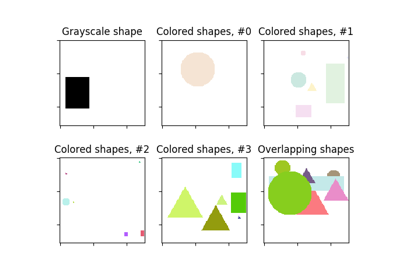 Grayscale shape
Colored shapes, #0
Colored shapes, #1
Colored shapes, #2
Colored shapes, #3
Overlapping shapes